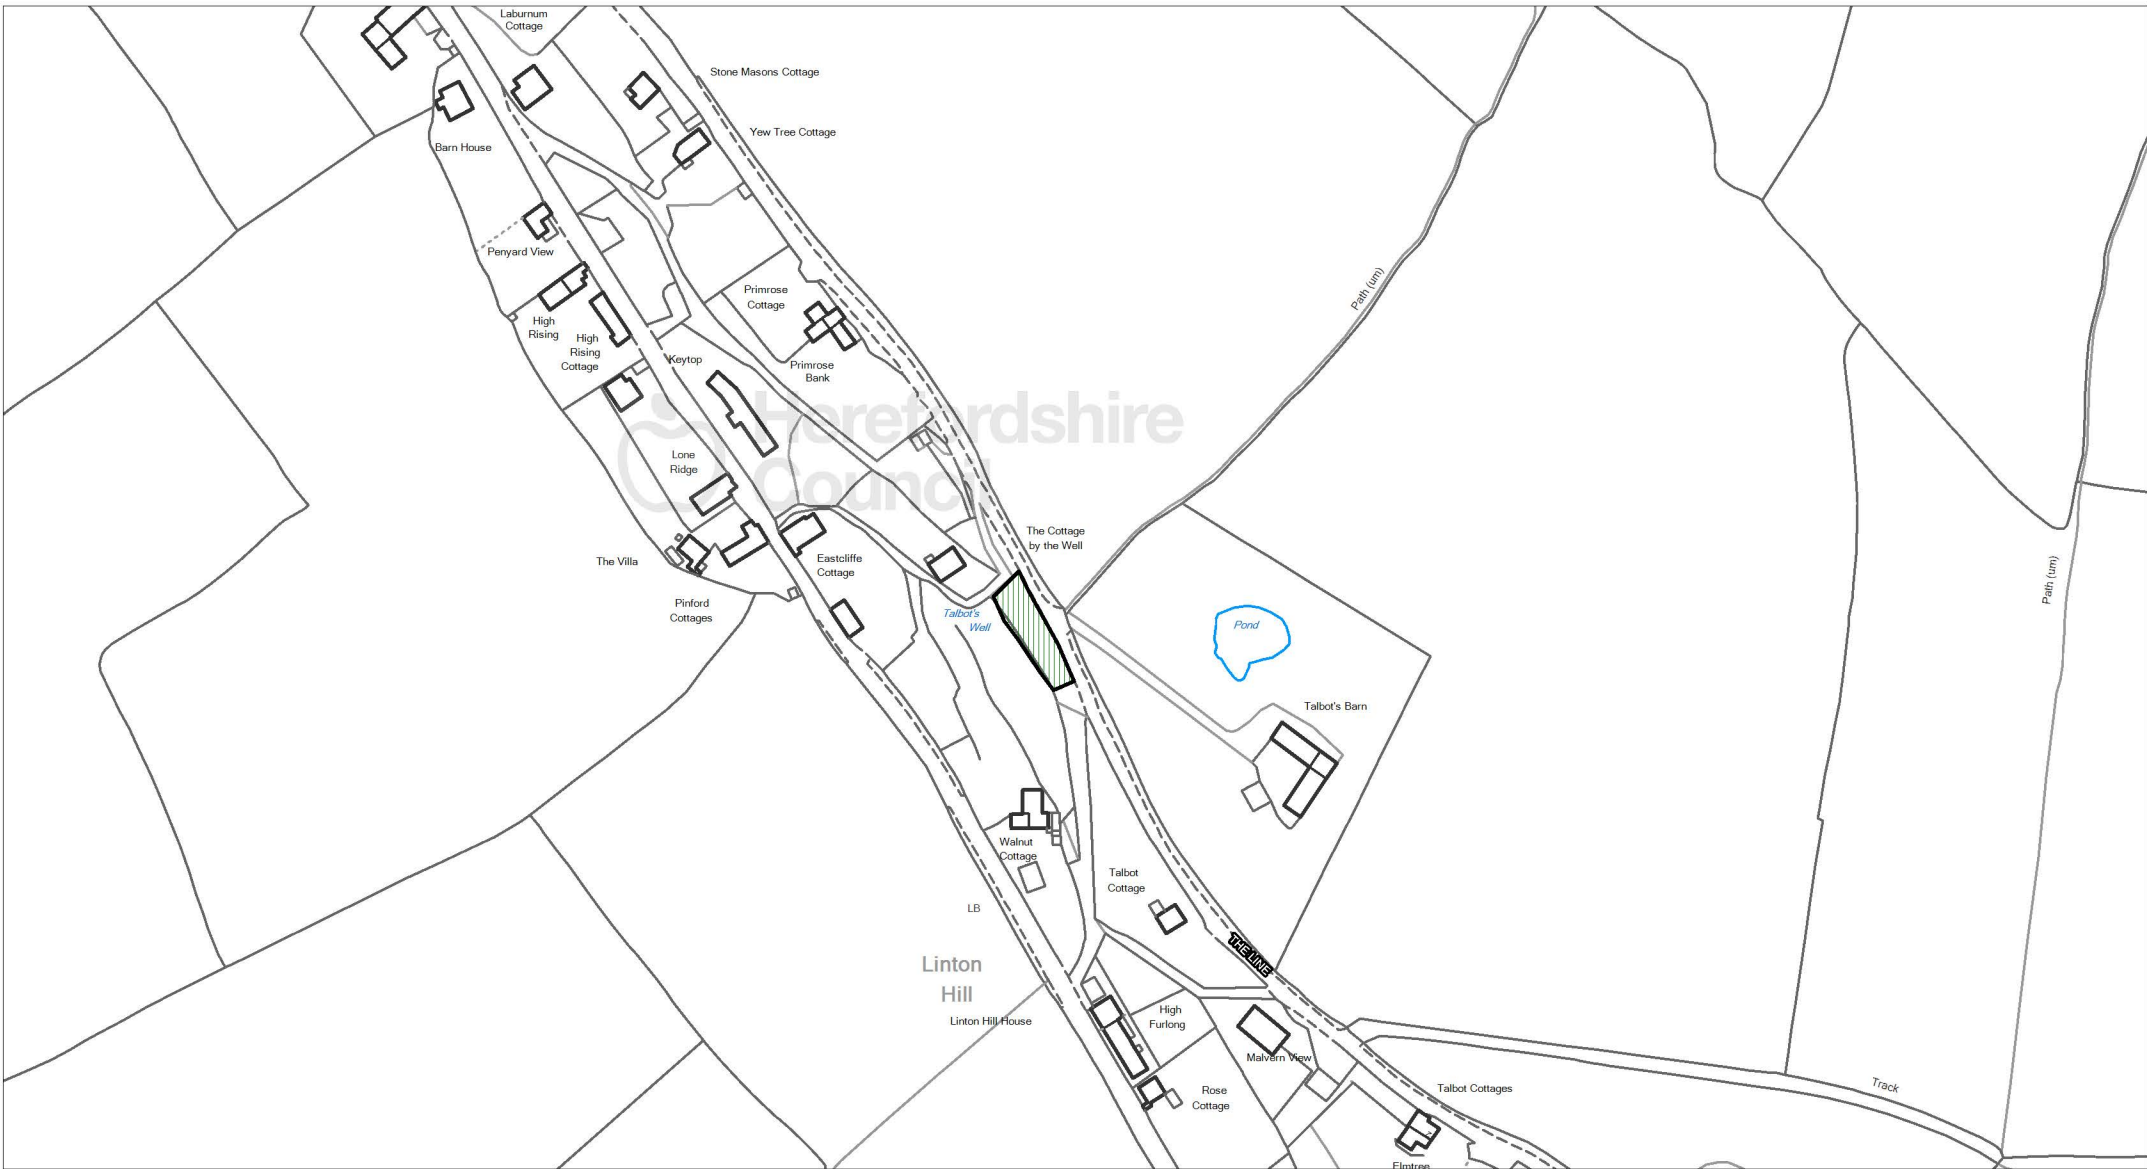 Laburnum
Cottage
Stone Masons Cottage
Yew Tree Cottage
Barn House
Penyard View
Primrose
Cottage
High
Rising
High
Rising
Cottage
Keytop
Primrose
Bank
Path (um)
Herefordshire
Council
Lone
Ridge
The Cottage
by the Well
The Villa
Eastcliffe
Cottage
Pinford
Cottages
Talbot's
Well
Pond
Path (um)
Talbot's Barn
Walnut
Cottage
Talbot
Cottage
LB
THE LINE
Linton
Hill
Linton Hill House
High
Furlong
Malvern View
Rose
Cottage
Talbot Cottages
Track
Elmtree